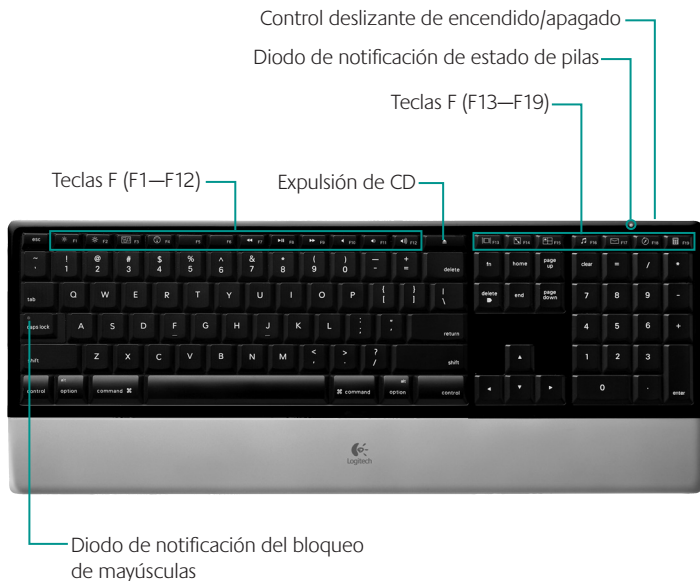 Control deslizante de encendido/apagado
Diodo de notificación de estado de pilas
Teclas F (F13—F19)
Teclas F (F1—F12)
Expulsión de CD
esc F1 F2 F3 F4 F5 F6 F7 F8 F9 F10 F11 F12 F13 F14 F15 F16 F17 F18 F19
~ ! @ # $ % ^ & * ( ) — +
1 2 3 4 5 6 7 8 9 0 - = delete fn home page up clear = / *
tab Q W E R T Y U I O P { [ } ] | \ delete end page down 7 8 9 -
caps lock A S D F G H J K L : ; " ' return 4 5 6 +
shift Z X C V B N M < , > . ? / shift 1 2 3
control alt option command ⌘ ⌘ command alt option control 0 . enter
Logitech
Diodo de notificación del bloqueo
de mayúsculas